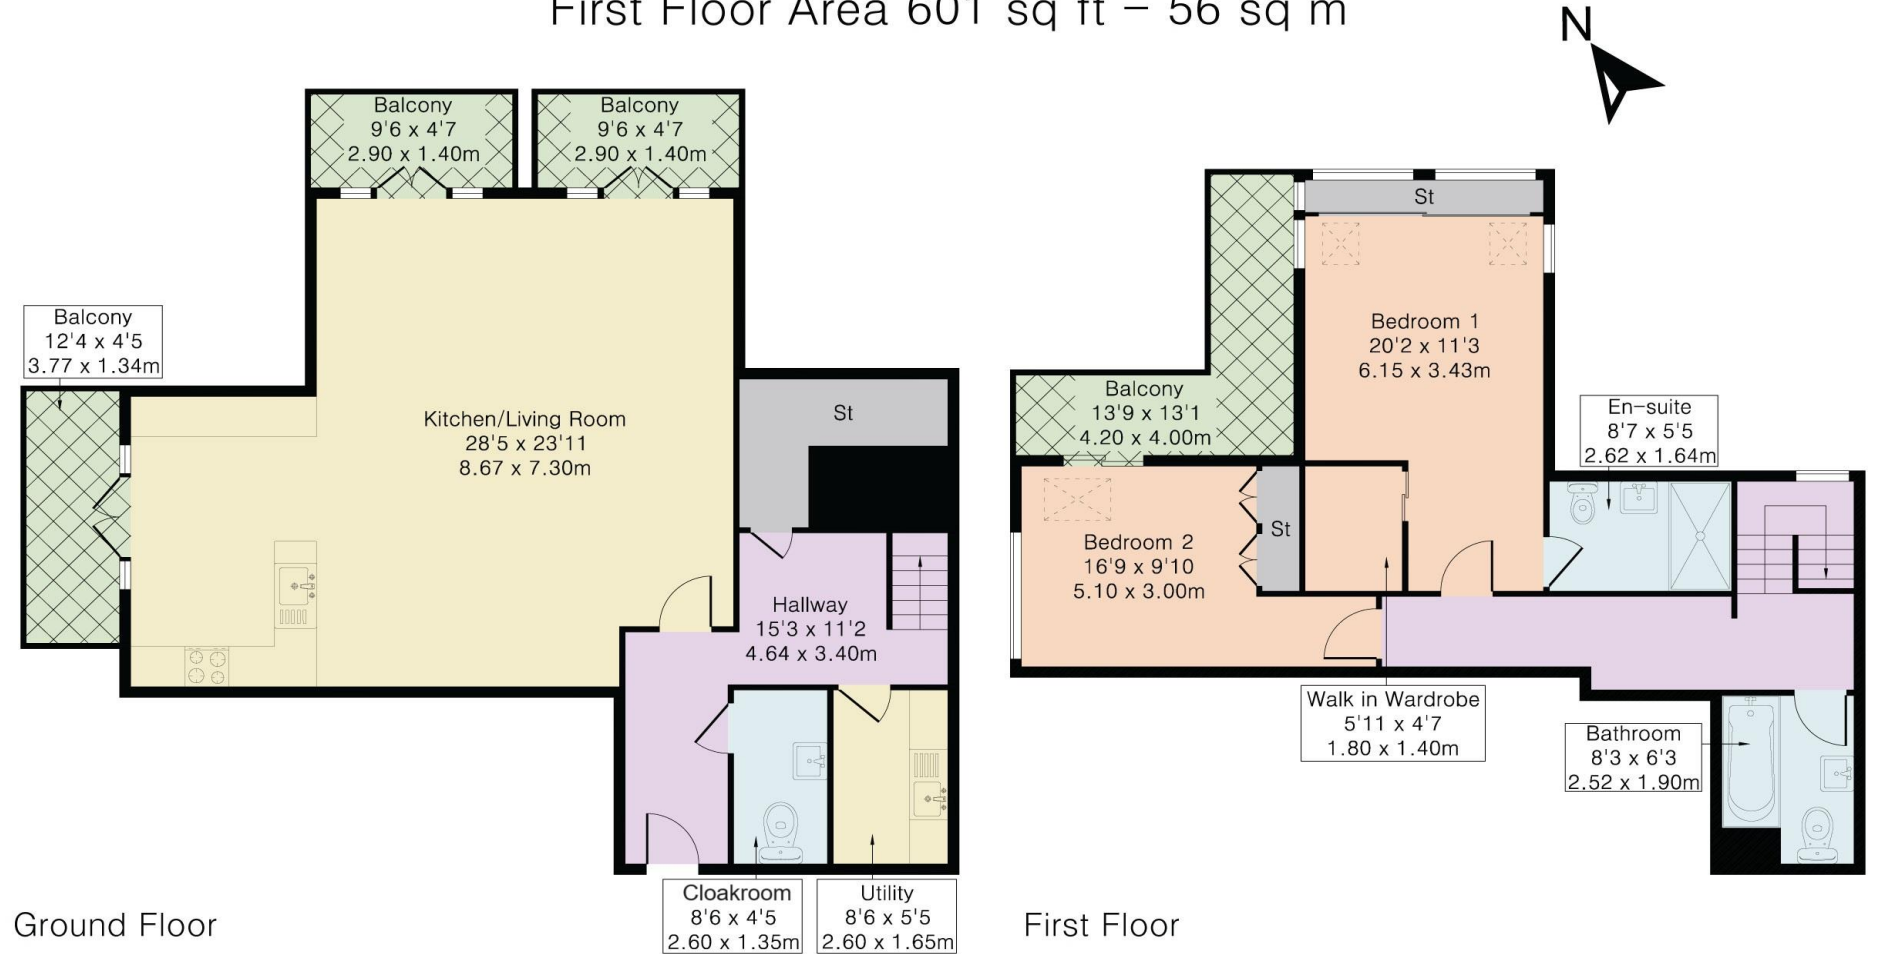 First Floor Area 601 sq ft – 56 sq m
N
Balcony
9'6 x 4'7
2.90 x 1.40m
Balcony
9'6 x 4'7
2.90 x 1.40m
Balcony
12'4 x 4'5
3.77 x 1.34m
Kitchen/Living Room
28'5 x 23'11
8.67 x 7.30m
St
Hallway
15'3 x 11'2
4.64 x 3.40m
Cloakroom
8'6 x 4'5
2.60 x 1.35m
Utility
8'6 x 5'5
2.60 x 1.65m
Ground Floor
St
Bedroom 1
20'2 x 11'3
6.15 x 3.43m
Balcony
13'9 x 13'1
4.20 x 4.00m
En-suite
8'7 x 5'5
2.62 x 1.64m
St
Bedroom 2
16'9 x 9'10
5.10 x 3.00m
Walk in Wardrobe
5'11 x 4'7
1.80 x 1.40m
Bathroom
8'3 x 6'3
2.52 x 1.90m
First Floor